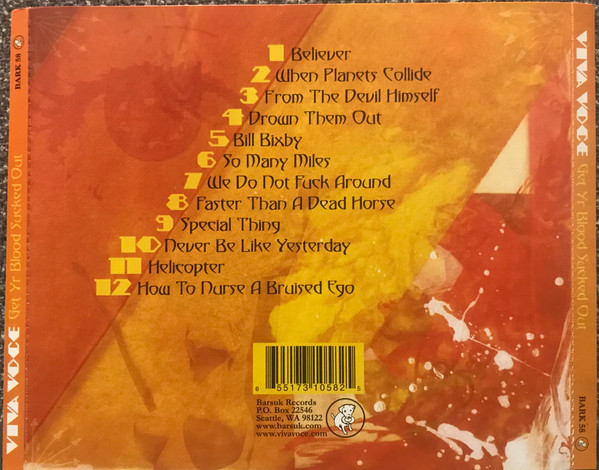 VIVA VOCE Get Yr Blood Sucked Out BARK 58
1 Believer
2 When Planets Collide
3 From The Devil Himself
4 Drown Them Out
5 Bill Bixby
6 So Many Miles
7 We Do Not Fuck Around
8 Faster Than A Dead Horse
9 Special Thing
10 Never Be Like Yesterday
11 Helicopter
12 How To Nurse A Bruised Ego
6 55173 10582 5
Barsuk Records
P.O. Box 22546
Seattle, WA 98122
www.barsuk.com
www.vivavoce.com
VIVA VOCE Get Yr Blood Sucked Out BARK 58